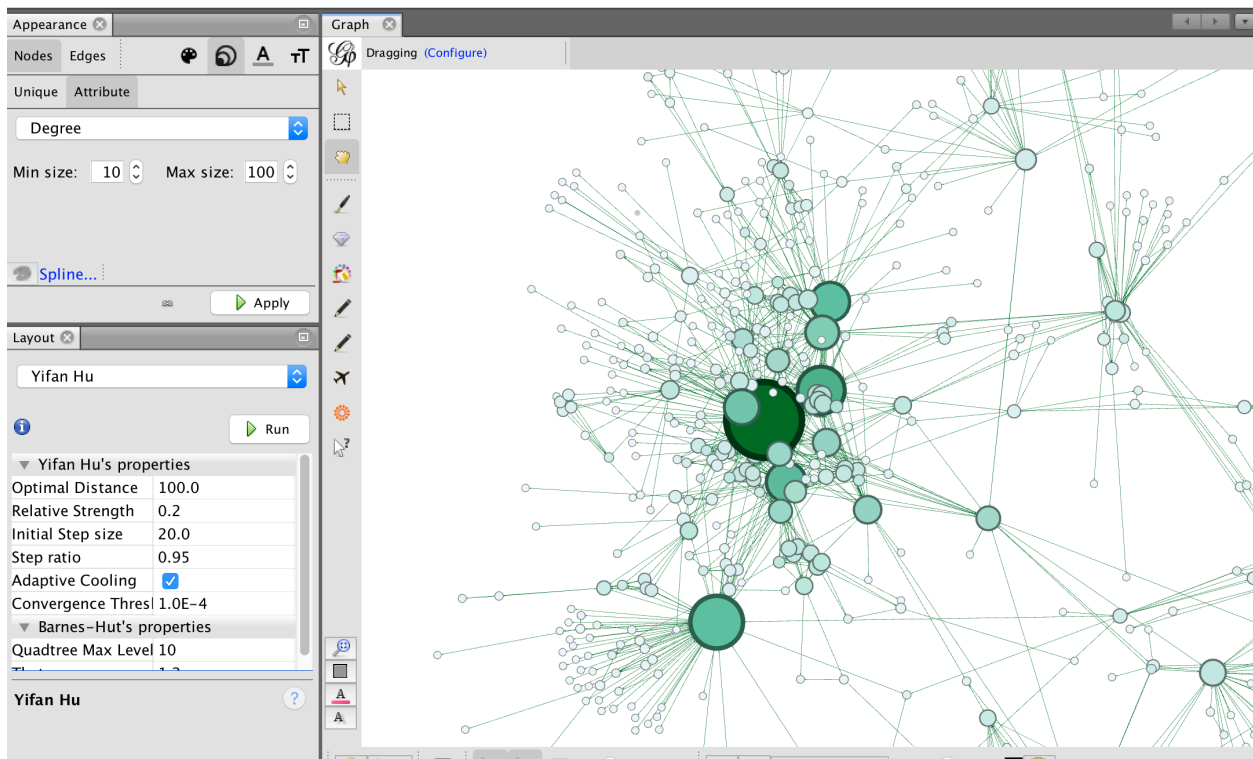 Appearance
Graph
Nodes Edges A TT
Dragging (Configure)
Unique Attribute
Degree
Min size: 10 Max size: 100
Spline...
Apply
Layout
Yifan Hu
i Run
Yifan Hu's properties
Optimal Distance 100.0
Relative Strength 0.2
Initial Step size 20.0
Step ratio 0.95
Adaptive Cooling
Convergence Thres 1.0E-4
Barnes-Hut's properties
Quadtree Max Level 10
Yifan Hu
?
?
A
A